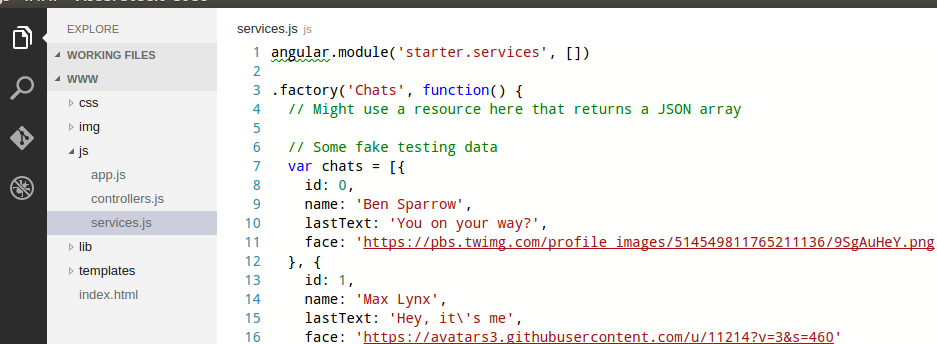 EXPLORE
WORKING FILES
WWW
css
img
js
app.js
controllers.js
services.js
lib
templates
index.html
services.js js
1 angular.module('starter.services', [])
2
3 .factory('Chats', function() {
4 // Might use a resource here that returns a JSON array
5
6 // Some fake testing data
7 var chats = [{
8 id: 0,
9 name: 'Ben Sparrow',
10 lastText: 'You on your way?',
11 face: 'https://pbs.twimg.com/profile_images/514549811765211136/9SgAuHeY.png
12 }, {
13 id: 1,
14 name: 'Max Lynx',
15 lastText: 'Hey, it\'s me',
16 face: 'https://avatars3.githubusercontent.com/u/11214?v=3&s=460'